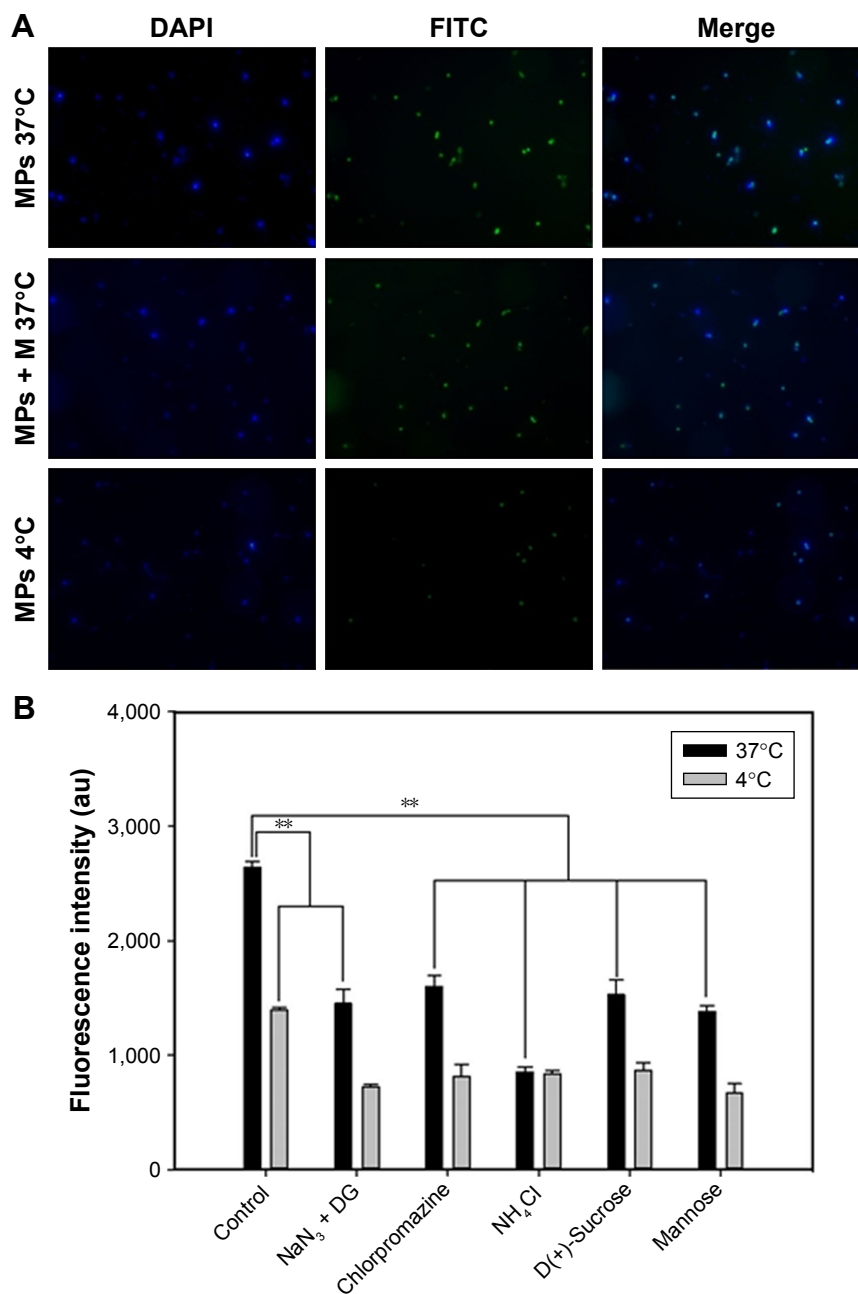 A
DAPI FITC Merge
MPs 37°C
MPs + M 37°C
MPs 4°C
B
Fluorescence intensity (au)
4,000
3,000
2,000
1,000
0
37°C
4°C
**
**
Control
NaN₃ + DG
Chlorpromazine
NH₄Cl
D(+)-Sucrose
Mannose